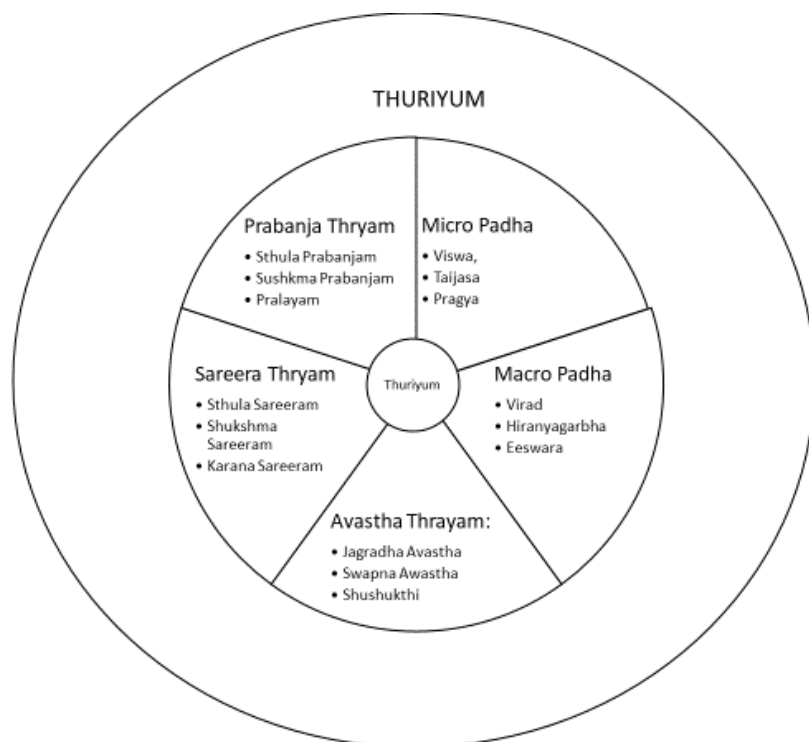 THURIYUM
Prabanja Thryam
• Sthula Prabanjam
• Sushkma Prabanjam
• Pralayam
Micro Padha
• Viswa,
• Taijasa
• Pragya
Sareera Thryam
• Sthula Sareeram
• Shukshma
Sareeram
• Karana Sareeram
Thuriyum
Macro Padha
• Virad
• Hiranyagarbha
• Eeswara
Avastha Thrayam:
• Jagradha Avastha
• Swapna Awastha
• Shushukthi